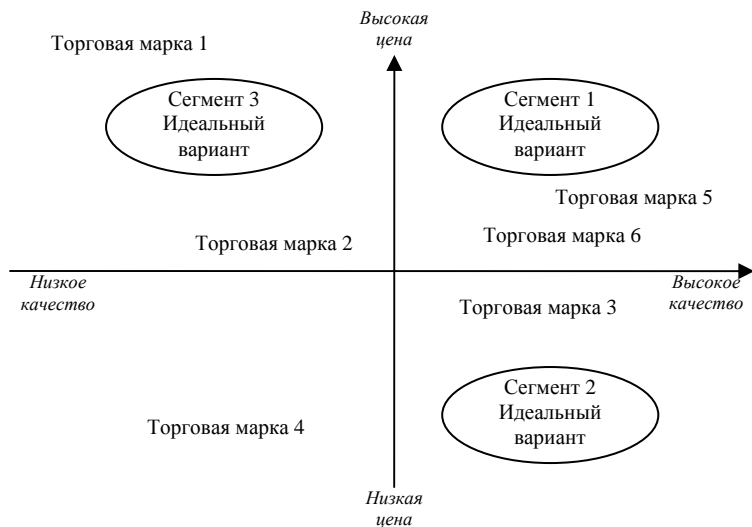 Высокая
цена
Торговая марка 1
Сегмент 3
Идеальный
вариант
Сегмент 1
Идеальный
вариант
Торговая марка 5
Торговая марка 2
Торговая марка 6
Низкое
качество
Высокое
качество
Торговая марка 3
Сегмент 2
Идеальный
вариант
Торговая марка 4
Низкая
цена